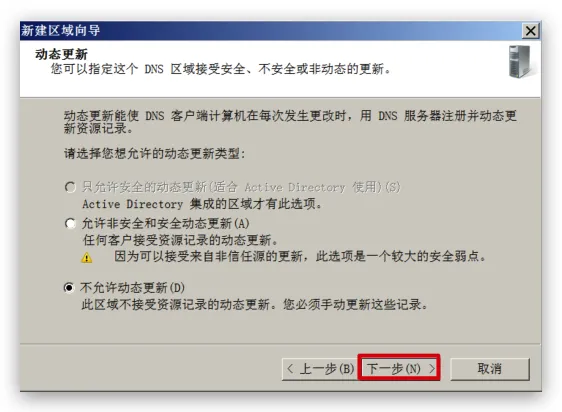 新建区域向导
动态更新
您可以指定这个 DNS 区域接受安全、不安全或非动态的更新。
动态更新能使 DNS 客户端计算机在每次发生更改时，用 DNS 服务器注册并动态更
新资源记录。
请选择您想允许的动态更新类型:
只允许安全的动态更新(适合 Active Directory 使用)(S)
Active Directory 集成的区域才有此选项。
允许非安全和安全动态更新(A)
任何客户接受资源记录的动态更新。
因为可以接受来自非信任源的更新，此选项是一个较大的安全弱点。
不允许动态更新(D)
此区域不接受资源记录的动态更新。您必须手动更新这些记录。
< 上一步(B) 下一步(N) > 取消